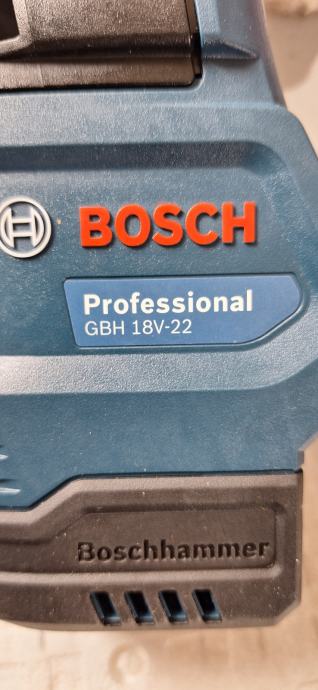 BOSCH
Professional
GBH 18V-22
Boschhammer